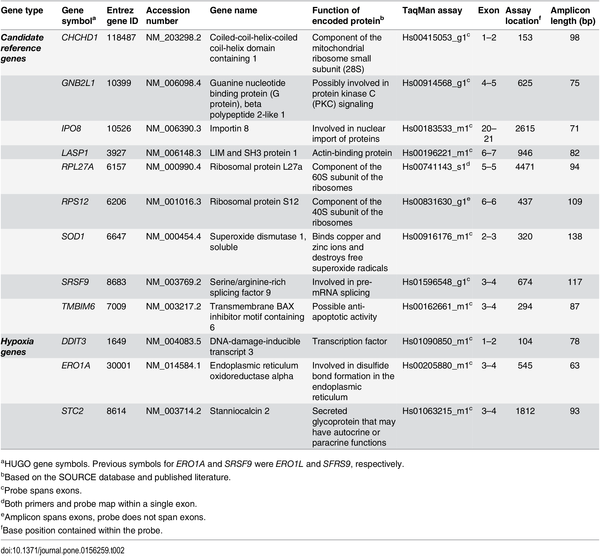 Gene type Gene symbolᵃ Entrez gene ID Accession number Gene name Function of encoded proteinᵇ TaqMan assay Exon Assay locationᶠ Amplicon length (bp)
Candidate reference genes CHCHD1 118487 NM_203298.2 Coiled-coil-helix-coiled coil-helix domain containing 1 Component of the mitochondrial ribosome small subunit (28S) Hs00415053_g1ᶜ 1–2 153 98
GNB2L1 10399 NM_006098.4 Guanine nucleotide binding protein (G protein), beta polypeptide 2-like 1 Possibly involved in protein kinase C (PKC) signaling Hs00914568_g1ᶜ 4–5 625 75
IPO8 10526 NM_006390.3 Importin 8 Involved in nuclear import of proteins Hs00183533_m1ᶜ 20–21 2615 71
LASP1 3927 NM_006148.3 LIM and SH3 protein 1 Actin-binding protein Hs00196221_m1ᶜ 6–7 946 82
RPL27A 6157 NM_000990.4 Ribosomal protein L27a Component of the 60S subunit of the ribosomes Hs00741143_s1ᵈ 5–5 4471 94
RPS12 6206 NM_001016.3 Ribosomal protein S12 Component of the 40S subunit of the ribosomes Hs00831630_g1ᵉ 6–6 437 109
SOD1 6647 NM_000454.4 Superoxide dismutase 1, soluble Binds copper and zinc ions and destroys free superoxide radicals Hs00916176_m1ᶜ 2–3 320 138
SRSF9 8683 NM_003769.2 Serine/arginine-rich splicing factor 9 Involved in pre-mRNA splicing Hs01596548_g1ᶜ 3–4 674 117
TMBIM6 7009 NM_003217.2 Transmembrane BAX inhibitor motif containing 6 Possible anti-apoptotic activity Hs00162661_m1ᶜ 3–4 294 87
Hypoxia genes DDIT3 1649 NM_004083.5 DNA-damage-inducible transcript 3 Transcription factor Hs01090850_m1ᶜ 1–2 104 78
ERO1A 30001 NM_014584.1 Endoplasmic reticulum oxidoreductase alpha Involved in disulfide bond formation in the endoplasmic reticulum Hs00205880_m1ᶜ 3–4 545 63
STC2 8614 NM_003714.2 Stanniocalcin 2 Secreted glycoprotein that may have autocrine or paracrine functions Hs01063215_m1ᶜ 3–4 1812 93
ᵃHUGO gene symbols. Previous symbols for ERO1A and SRSF9 were ERO1L and SFRS9, respectively.
ᵇBased on the SOURCE database and published literature.
ᶜProbe spans exons.
ᵈBoth primers and probe map within a single exon.
ᵉAmplicon spans exons, probe does not span exons.
ᶠBase position contained within the probe.
doi:10.1371/journal.pone.0156259.t002